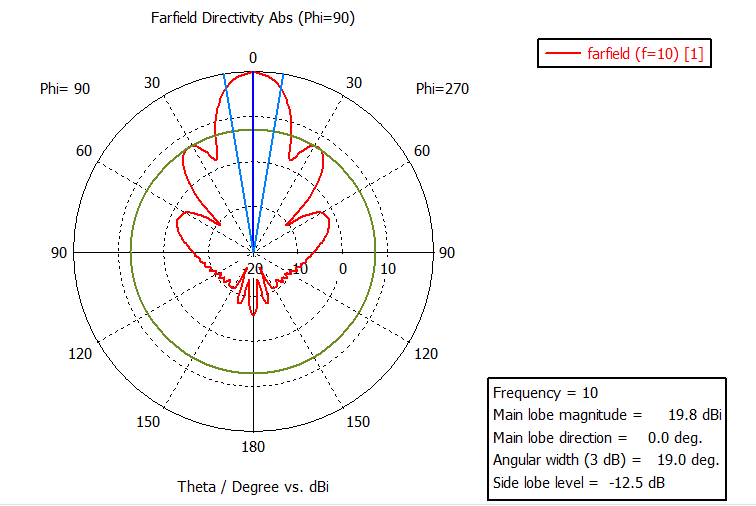 Farfield Directivity Abs (Phi=90)
farfield (f=10) [1]
0
Phi= 90
30
30
Phi=270
60
60
90
90
20
10
0
10
120
120
150
150
180
Frequency = 10
Main lobe magnitude = 19.8 dBi
Main lobe direction = 0.0 deg.
Angular width (3 dB) = 19.0 deg.
Side lobe level = -12.5 dB
Theta / Degree vs. dBi